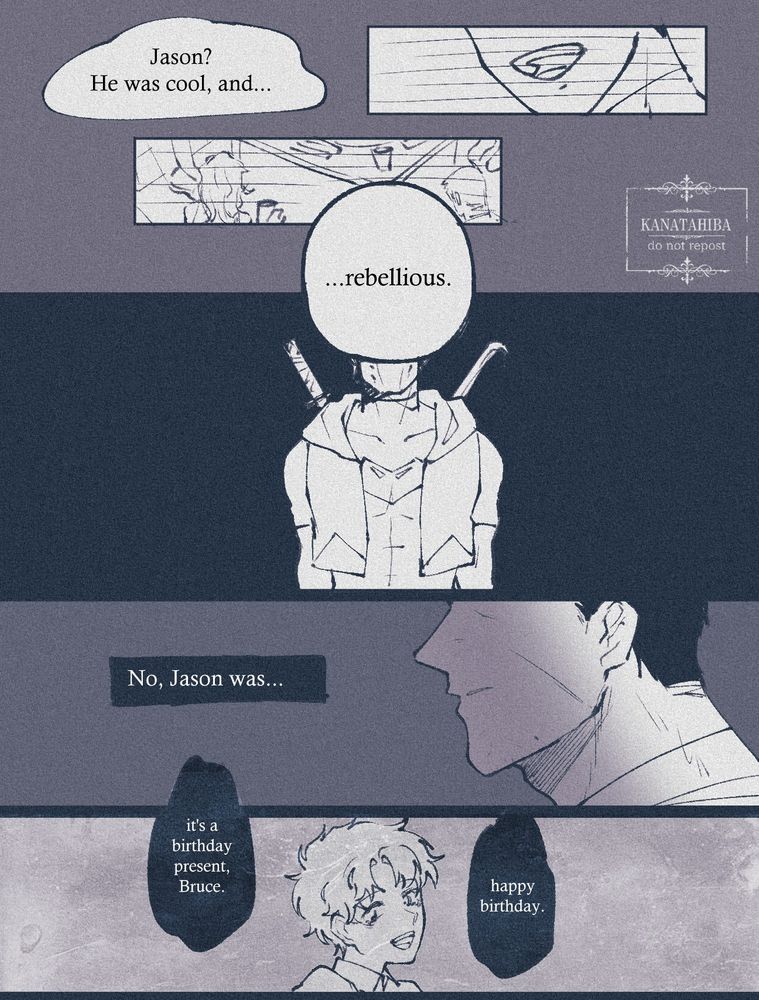 Jason?
He was cool, and...
KANATAHIBA
do not repost
...rebellious.
No, Jason was...
it's a
birthday
present,
Bruce.
happy
birthday.